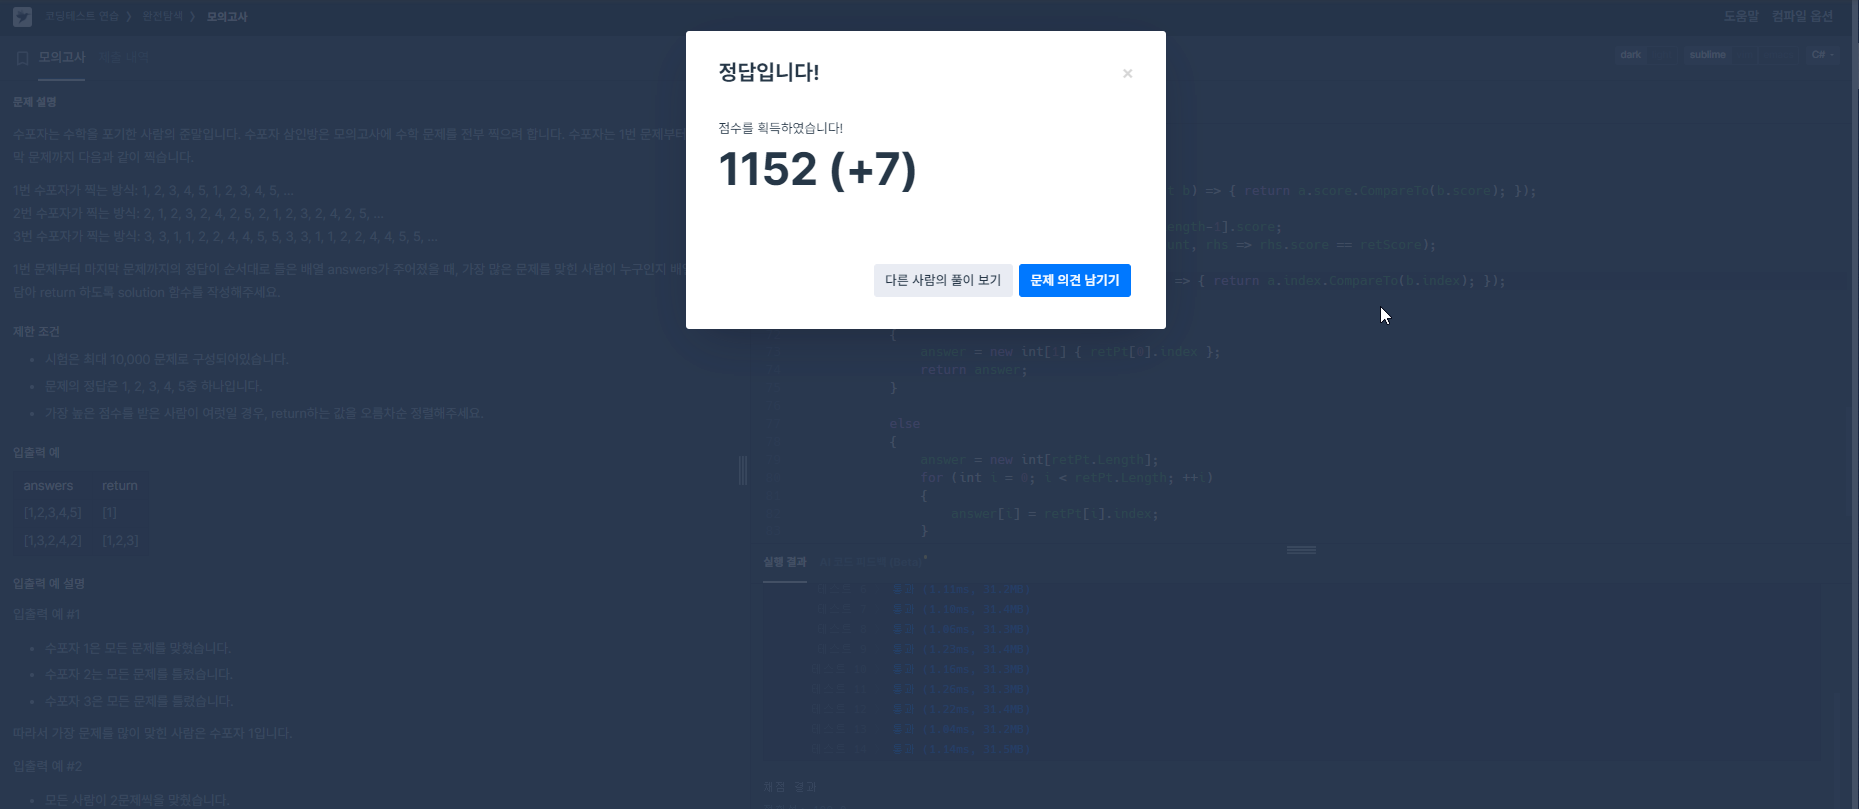 코딩테스트 연습 〉 완전탐색 〉 모의고사
도움말 컴파일 옵션
모의고사 제출 내역
dark
sublime
C#
문제 설명
수포자는 수학을 포기한 사람의 준말입니다. 수포자 삼인방은 모의고사에 수학 문제를 전부 찍으려 합니다. 수포자는 1번 문제부터
막 문제까지 다음과 같이 찍습니다.
1번 수포자가 찍는 방식: 1, 2, 3, 4, 5, 1, 2, 3, 4, 5, ...
2번 수포자가 찍는 방식: 2, 1, 2, 3, 2, 4, 2, 5, 2, 1, 2, 3, 2, 4, 2, 5, ...
3번 수포자가 찍는 방식: 3, 3, 1, 1, 2, 2, 4, 4, 5, 5, 3, 3, 1, 1, 2, 2, 4, 4, 5, 5, ...
1번 문제부터 마지막 문제까지의 정답이 순서대로 들은 배열 answers가 주어졌을 때, 가장 많은 문제를 맞힌 사람이 누구인지 배열
담아 return 하도록 solution 함수를 작성해주세요.
제한 조건
• 시험은 최대 10,000 문제로 구성되어있습니다.
• 문제의 정답은 1, 2, 3, 4, 5중 하나입니다.
• 가장 높은 점수를 받은 사람이 여럿일 경우, return하는 값을 오름차순 정렬해주세요.
입출력 예
answers return
[1,2,3,4,5] [1]
[1,3,2,4,2] [1,2,3]
입출력 예 설명
입출력 예 #1
• 수포자 1은 모든 문제를 맞혔습니다.
• 수포자 2는 모든 문제를 틀렸습니다.
• 수포자 3은 모든 문제를 틀렸습니다.
따라서 가장 문제를 많이 맞힌 사람은 수포자 1입니다.
입출력 예 #2
• 모든 사람이 2문제씩을 맞췄습니다.
정답입니다!
×
점수를 획득하였습니다!
1152 (+7)
다른 사람의 풀이 보기
문제 의견 남기기
t b) => { return a.score.CompareTo(b.score); });
ength-1].score;
unt, rhs => rhs.score == retScore);
=> { return a.index.CompareTo(b.index); });
{
answer = new int[1] { retPt[0].index };
return answer;
}
else
{
answer = new int[retPt.Length];
for (int i = 0; i < retPt.Length; ++i)
{
answer[i] = retPt[i].index;
}
실행 결과
채점 결과